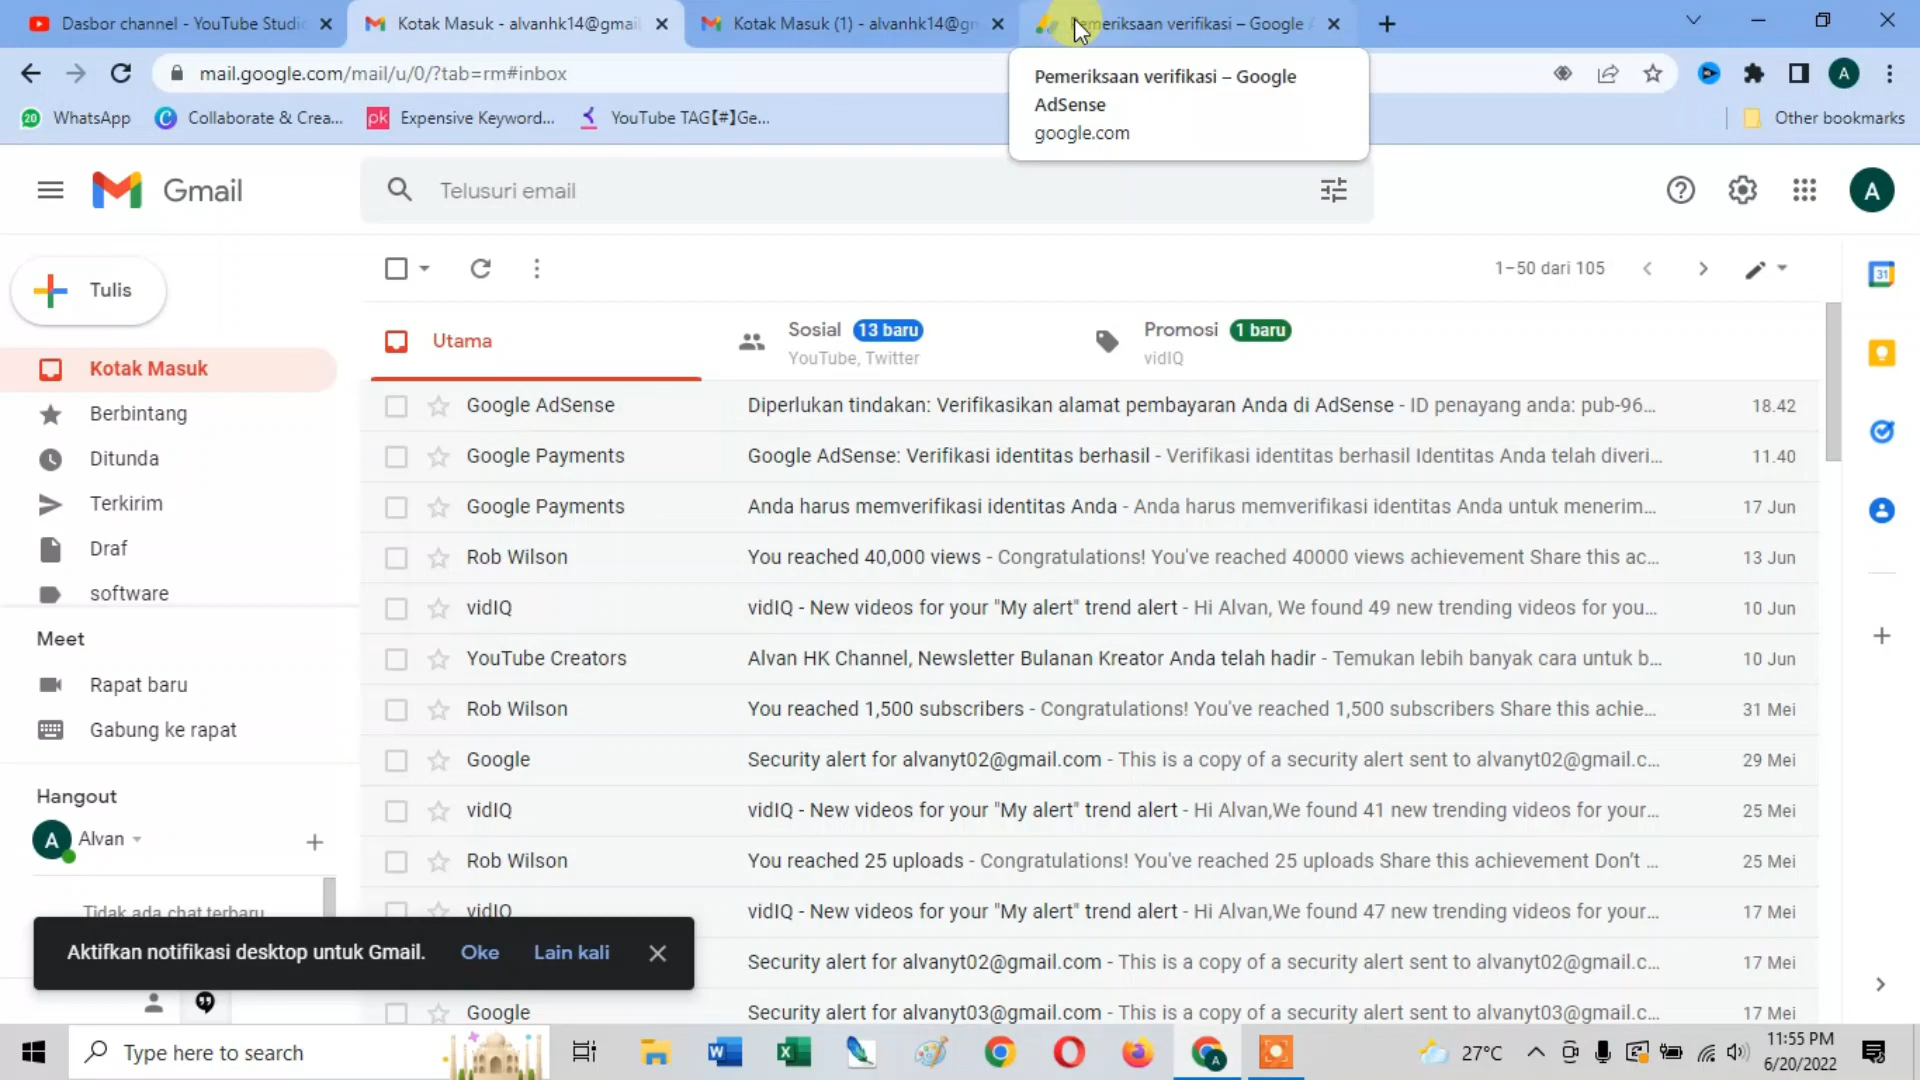 Dasbor channel - YouTube Studio
Kotak Masuk - alvanhk14@gmai
Kotak Masuk (1) - alvanhk14@gm
Pemeriksaan verifikasi – Google A
mail.google.com/mail/u/0/?tab=rm#inbox
Pemeriksaan verifikasi – Google
AdSense
google.com
A
20 WhatsApp
Collaborate & Crea...
pk Expensive Keyword...
YouTube TAG【#】Ge...
Other bookmarks
Gmail
Telusuri email
A
Tulis
1–50 dari 105
31
Utama
Sosial 13 baru
YouTube, Twitter
Promosi 1 baru
vidIQ
Kotak Masuk
Berbintang
Ditunda
Terkirim
Draf
software
Meet
Rapat baru
Gabung ke rapat
Hangout
A Alvan
Tidak ada chat terbaru
Google AdSense Diperlukan tindakan: Verifikasikan alamat pembayaran Anda di AdSense - ID penayang anda: pub-96... 18.42
Google Payments Google AdSense: Verifikasi identitas berhasil - Verifikasi identitas berhasil Identitas Anda telah diveri... 11.40
Google Payments Anda harus memverifikasi identitas Anda - Anda harus memverifikasi identitas Anda untuk menerim... 17 Jun
Rob Wilson You reached 40,000 views - Congratulations! You've reached 40000 views achievement Share this ac... 13 Jun
vidIQ vidIQ - New videos for your "My alert" trend alert - Hi Alvan, We found 49 new trending videos for you... 10 Jun
YouTube Creators Alvan HK Channel, Newsletter Bulanan Kreator Anda telah hadir - Temukan lebih banyak cara untuk b... 10 Jun
Rob Wilson You reached 1,500 subscribers - Congratulations! You've reached 1,500 subscribers Share this achie... 31 Mei
Google Security alert for alvanyt02@gmail.com - This is a copy of a security alert sent to alvanyt02@gmail.c... 29 Mei
vidIQ vidIQ - New videos for your "My alert" trend alert - Hi Alvan,We found 41 new trending videos for your... 25 Mei
Rob Wilson You reached 25 uploads - Congratulations! You've reached 25 uploads Share this achievement Don't ... 25 Mei
vidIQ vidIQ - New videos for your "My alert" trend alert - Hi Alvan,We found 47 new trending videos for your... 17 Mei
Security alert for alvanyt02@gmail.com - This is a copy of a security alert sent to alvanyt02@gmail.c... 17 Mei
Google Security alert for alvanyt03@gmail.com - This is a copy of a security alert sent to alvanyt03@gmail.c... 17 Mei
Aktifkan notifikasi desktop untuk Gmail. Oke Lain kali
Type here to search
27°C
11:55 PM
6/20/2022